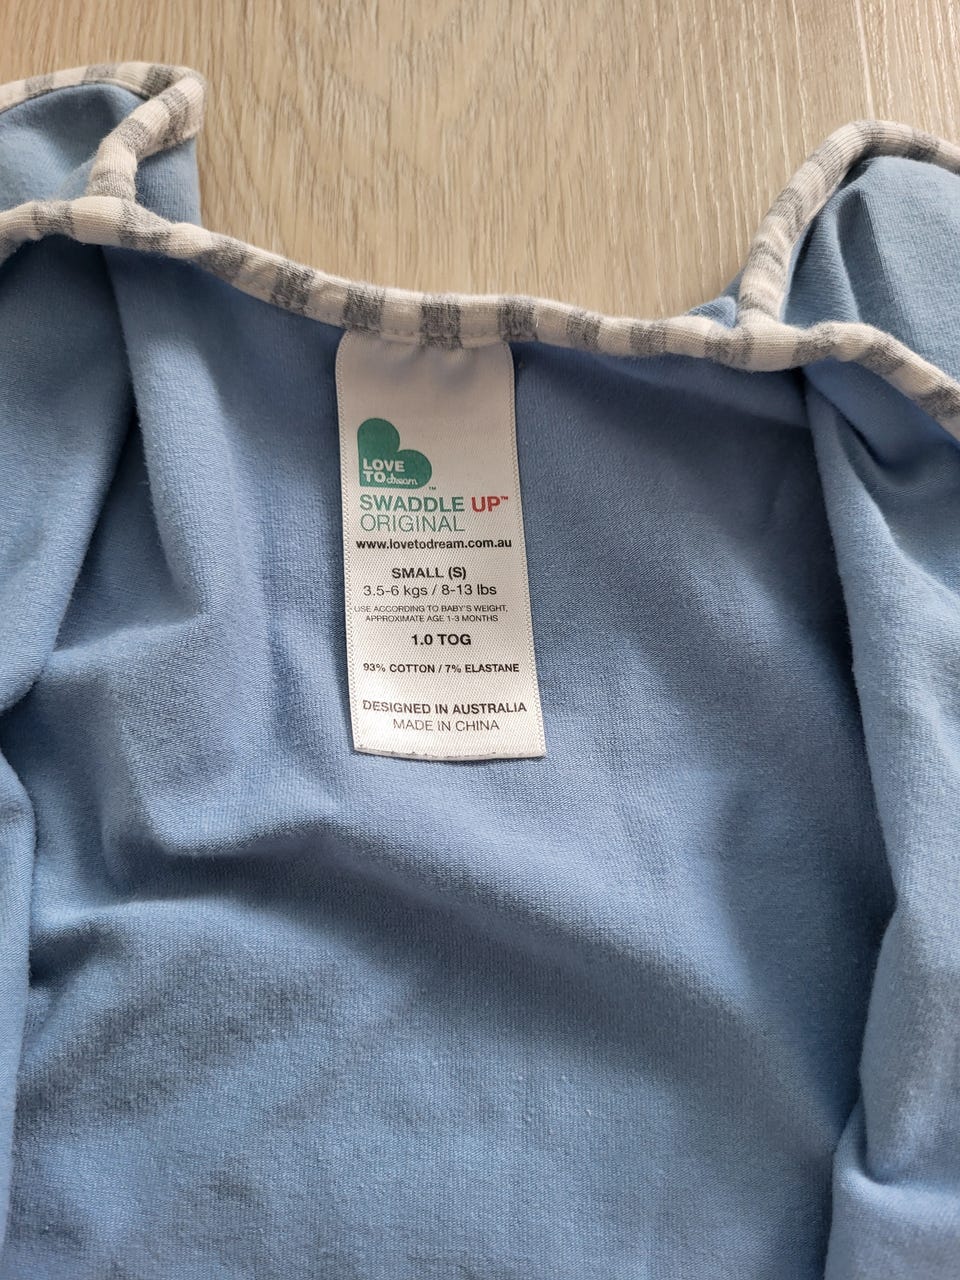 LOVE
TO dream™
SWADDLE UP™
ORIGINAL
www.lovetodream.com.au
SMALL (S)
3.5-6 kgs / 8-13 lbs
USE ACCORDING TO BABY'S WEIGHT,
APPROXIMATE AGE 1-3 MONTHS
1.0 TOG
93% COTTON / 7% ELASTANE
DESIGNED IN AUSTRALIA
MADE IN CHINA